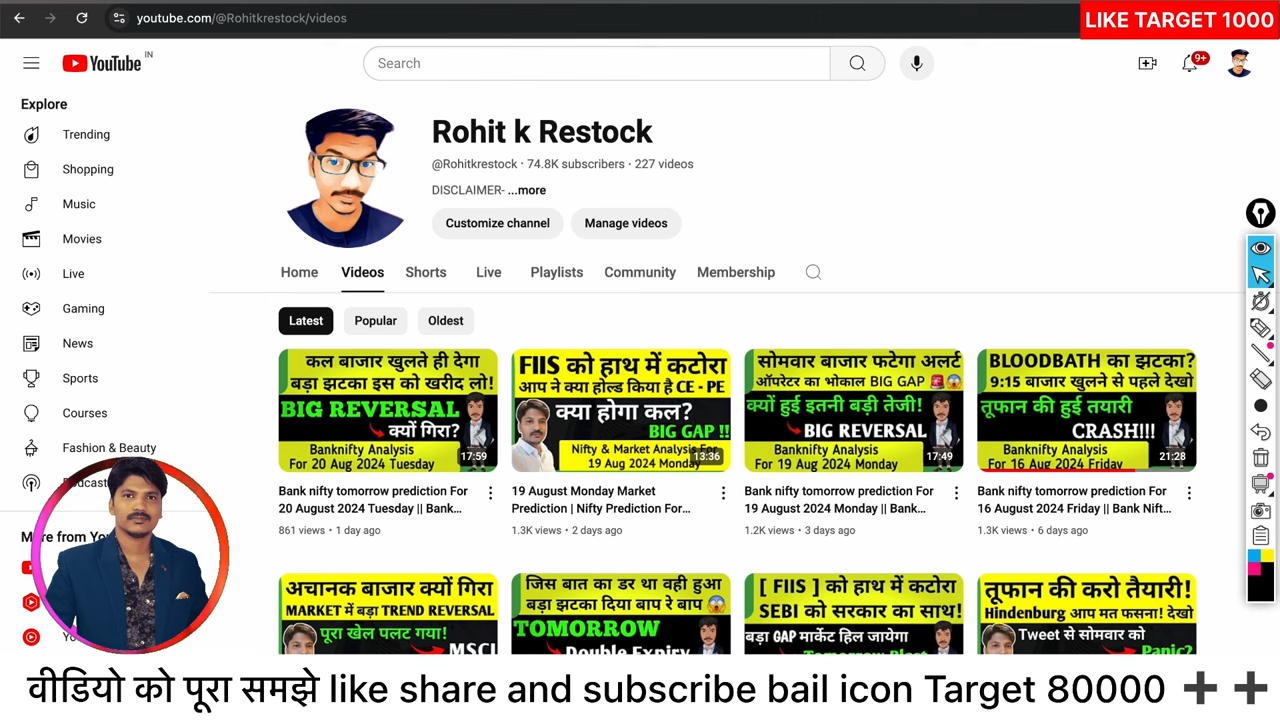 youtube.com/@Rohitkrestock/videos
LIKE TARGET 1000
YouTube IN
Search
9+
Explore
Trending
Shopping
Music
Movies
Live
Gaming
News
Sports
Courses
Fashion & Beauty
Podcast
More from You
Rohit k Restock
@Rohitkrestock · 74.8K subscribers · 227 videos
DISCLAIMER- ...more
Customize channel
Manage videos
Home Videos Shorts Live Playlists Community Membership
Latest Popular Oldest
कल बाजार खुलते ही देगा
बड़ा झटका इस को खरीद लो!
BIG REVERSAL
क्यों गिरा?
Banknifty Analysis
For 20 Aug 2024 Tuesday
17:59
Bank nifty tomorrow prediction For
20 August 2024 Tuesday || Bank...
861 views • 1 day ago
FIIS को हाथ में कटोरा
आप ने क्या होल्ड किया है CE - PE
क्या होगा कल?
BIG GAP !!
Nifty & Market Analysis For
19 Aug 2024 Monday
13:36
19 August Monday Market
Prediction | Nifty Prediction For...
1.3K views • 2 days ago
सोमवार बाजार फटेगा अलर्ट
ऑपरेटर का भोकाल BIG GAP 🚨😱
क्यों हुई इतनी बड़ी तेजी!
BIG REVERSAL
Banknifty Analysis
For 19 Aug 2024 Monday
17:49
Bank nifty tomorrow prediction For
19 August 2024 Monday || Bank...
1.2K views • 3 days ago
BLOODBATH का झटका?
9:15 बाजार खुलने से पहले देखो
तूफान की हुई तयारी
CRASH!!!
Banknifty Analysis
For 16 Aug 2024 Friday
21:28
Bank nifty tomorrow prediction For
16 August 2024 Friday || Bank Nift...
1.3K views • 6 days ago
अचानक बाजार क्यों गिरा
MARKET में बड़ा TREND REVERSAL
पूरा खेल पलट गया!
MSCI
जिस बात का डर था वही हुआ
बड़ा झटका दिया बाप रे बाप 😱
TOMORROW
Double Expiry
[ FIIS ] को हाथ में कटोरा
SEBI को सरकार का साथ!
बड़ा GAP मार्केट हिल जायेगा
तूफान की करो तैयारी!
Hindenburg आप मत फसना! देखो
Tweet से सोमवार को
Panic?
वीडियो को पूरा समझे like share and subscribe bail icon Target 80000 ➕ ➕